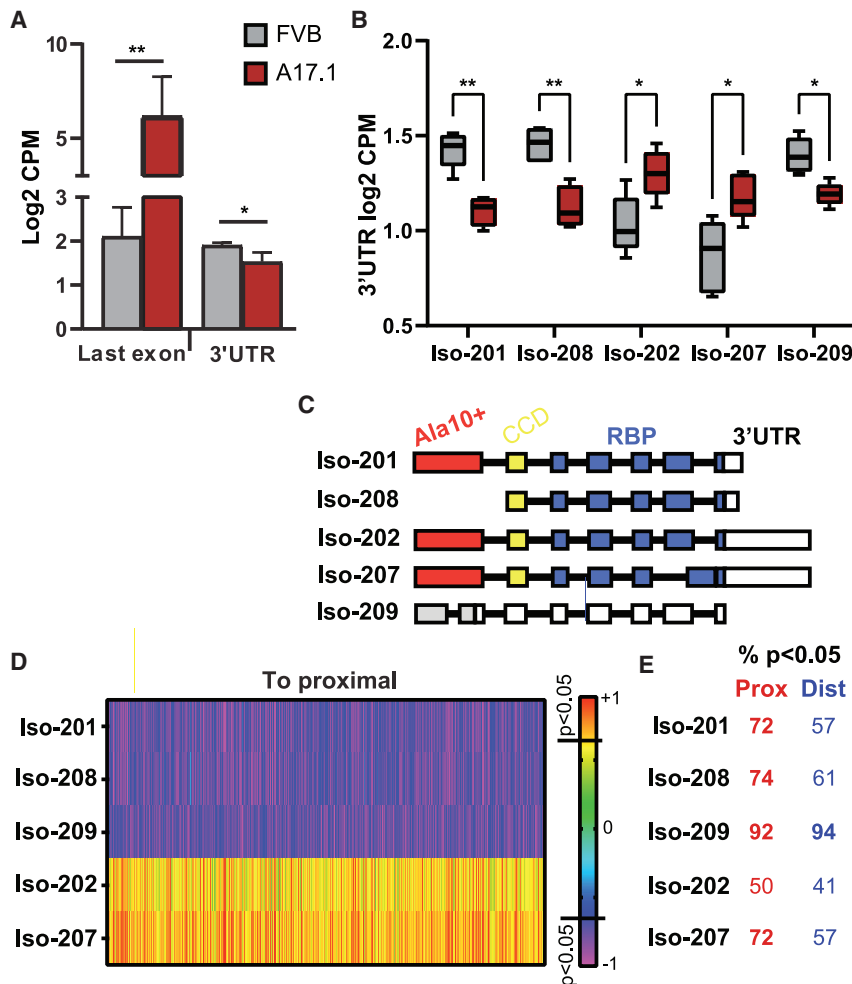 A
FVB
A17.1
**
*
Log2 CPM
10
5
3
2
1
0
Last exon
3'UTR
B
3'UTR log2 CPM
2.0
1.5
1.0
0.5
**
**
*
*
*
Iso-201
Iso-208
Iso-202
Iso-207
Iso-209
C
Ala10+
CCD
RBP
3'UTR
Iso-201
Iso-208
Iso-202
Iso-207
Iso-209
D
To proximal
Iso-201
Iso-208
Iso-209
Iso-202
Iso-207
p<0.05
+1
0
-1
p<0.05
E
% p<0.05
Prox Dist
Iso-201 72 57
Iso-208 74 61
Iso-209 92 94
Iso-202 50 41
Iso-207 72 57